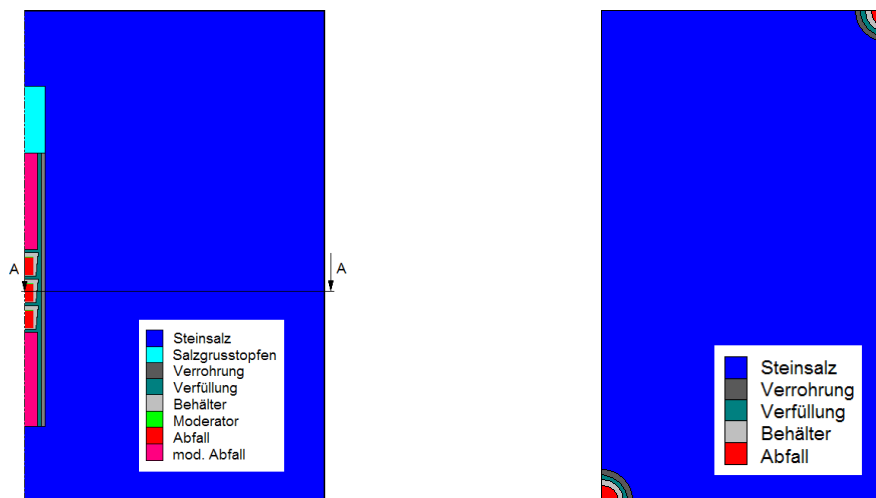 A
A
Steinsalz
Salzgrusstopfen
Verrohrung
Verfüllung
Behälter
Moderator
Abfall
mod. Abfall
Steinsalz
Verrohrung
Verfüllung
Behälter
Abfall